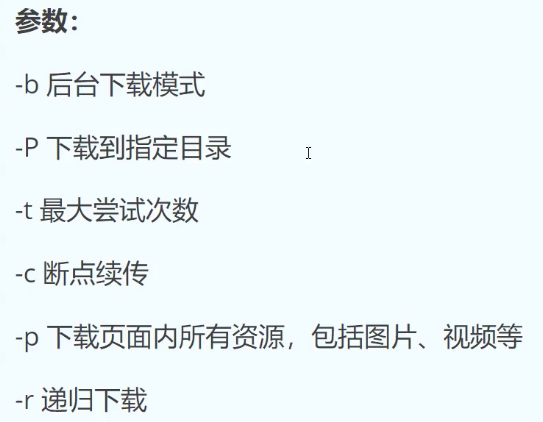 参数：
-b 后台下载模式
-P 下载到指定目录
-t 最大尝试次数
-c 断点续传
-p 下载页面内所有资源，包括图片、视频等
-r 递归下载